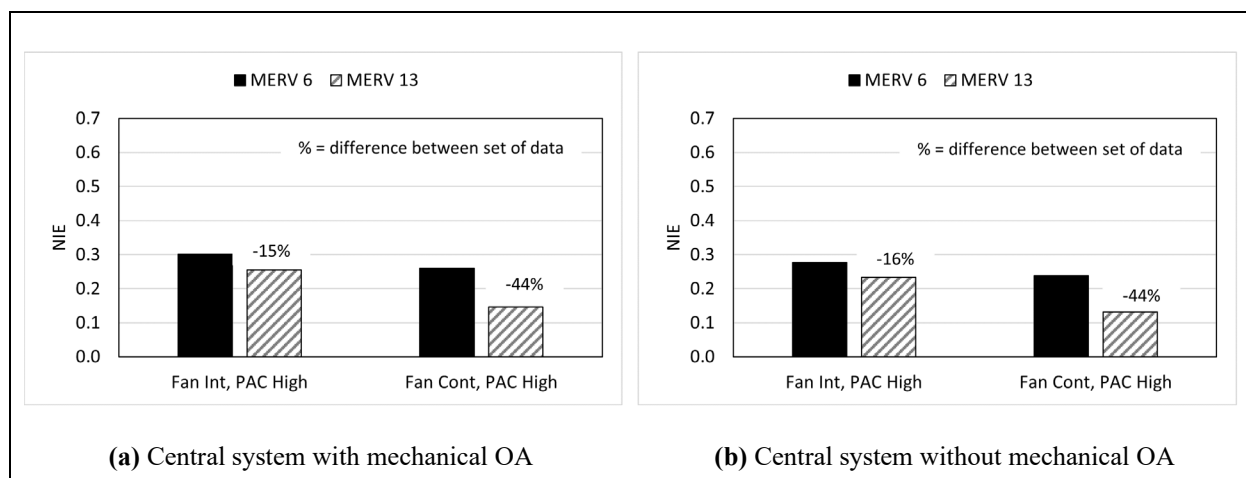 MERV 6 MERV 13
0.7
0.6
0.5
0.4
0.3
0.2
0.1
0.0
NIE
% = difference between set of data
-15%
-44%
Fan Int, PAC High Fan Cont, PAC High
(a) Central system with mechanical OA
MERV 6 MERV 13
0.7
0.6
0.5
0.4
0.3
0.2
0.1
0.0
NIE
% = difference between set of data
-16%
-44%
Fan Int, PAC High Fan Cont, PAC High
(b) Central system without mechanical OA